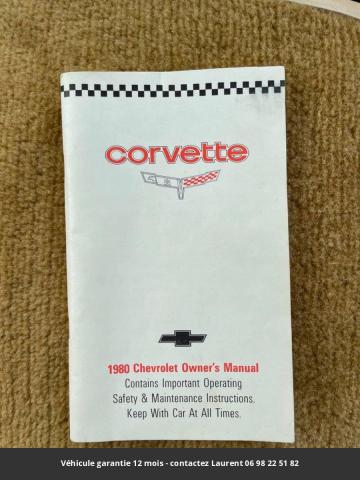 corvette
1980 Chevrolet Owner's Manual
Contains Important Operating
Safety & Maintenance Instructions.
Keep With Car At All Times.
Véhicule garantie 12 mois - contactez Laurent 06 98 22 51 82